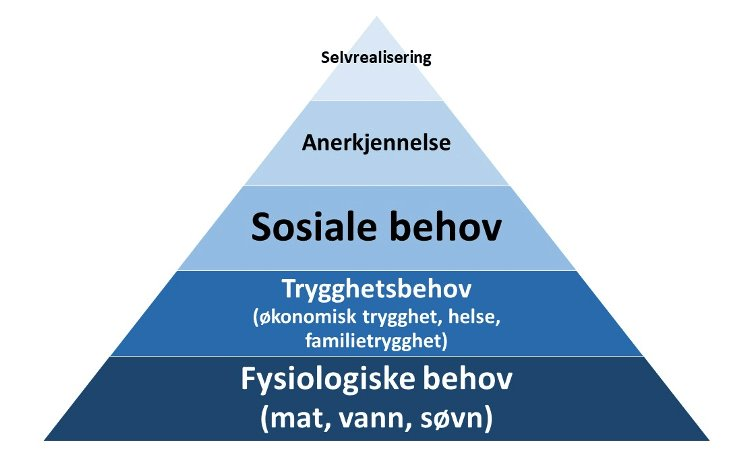 Selvrealisering
Anerkjennelse
Sosiale behov
Trygghetsbehov
(økonomisk trygghet, helse,
familietrygghet)
Fysiologiske behov
(mat, vann, søvn)